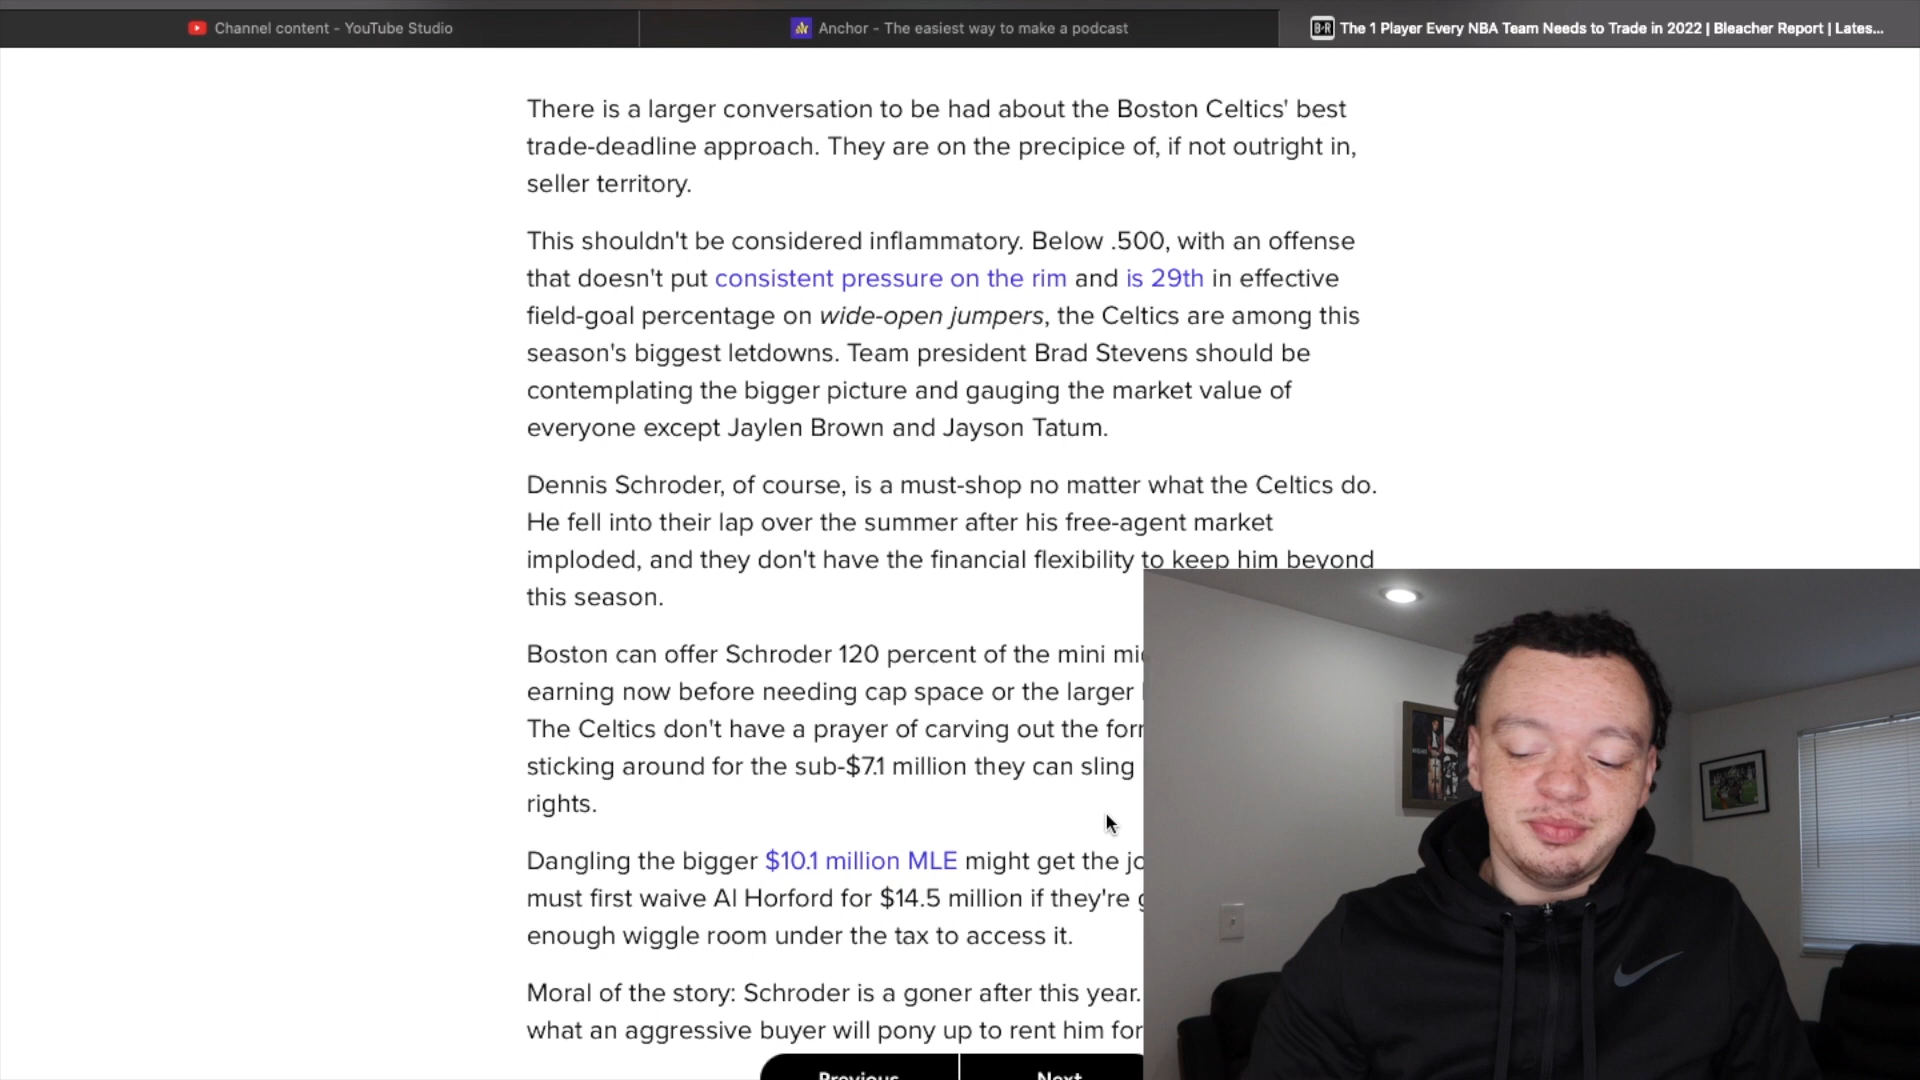 Channel content - YouTube Studio
Anchor - The easiest way to make a podcast
B/R The 1 Player Every NBA Team Needs to Trade in 2022 | Bleacher Report | Lates...
There is a larger conversation to be had about the Boston Celtics' best
trade-deadline approach. They are on the precipice of, if not outright in,
seller territory.
This shouldn't be considered inflammatory. Below .500, with an offense
that doesn't put consistent pressure on the rim and is 29th in effective
field-goal percentage on wide-open jumpers, the Celtics are among this
season's biggest letdowns. Team president Brad Stevens should be
contemplating the bigger picture and gauging the market value of
everyone except Jaylen Brown and Jayson Tatum.
Dennis Schroder, of course, is a must-shop no matter what the Celtics do.
He fell into their lap over the summer after his free-agent market
imploded, and they don't have the financial flexibility to keep him beyond
this season.
Boston can offer Schroder 120 percent of the mini
earning now before needing cap space or the larger
The Celtics don't have a prayer of carving out the
sticking around for the sub-$7.1 million they can sling
rights.
Dangling the bigger $10.1 million MLE might get the
must first waive Al Horford for $14.5 million if they're
enough wiggle room under the tax to access it.
Moral of the story: Schroder is a goner after this year.
what an aggressive buyer will pony up to rent him for
Previous Next